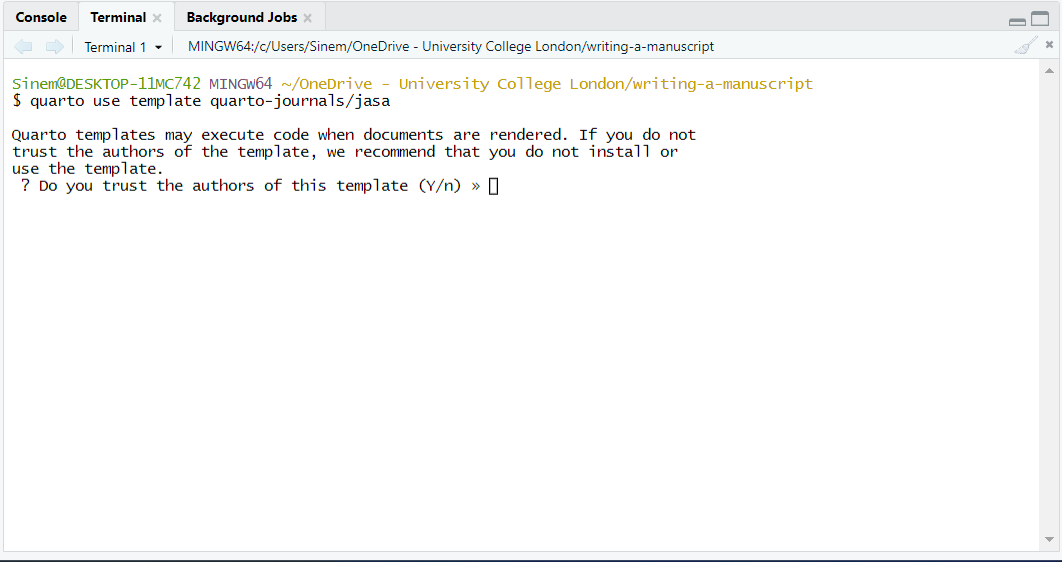 Console Terminal Background Jobs
Terminal 1 MINGW64:/c/Users/Sinem/OneDrive - University College London/writing-a-manuscript
Sinem@DESKTOP-11MC742 MINGW64 ~/OneDrive - University College London/writing-a-manuscript
$ quarto use template quarto-journals/jasa
Quarto templates may execute code when documents are rendered. If you do not
trust the authors of the template, we recommend that you do not install or
use the template.
? Do you trust the authors of this template (Y/n) »